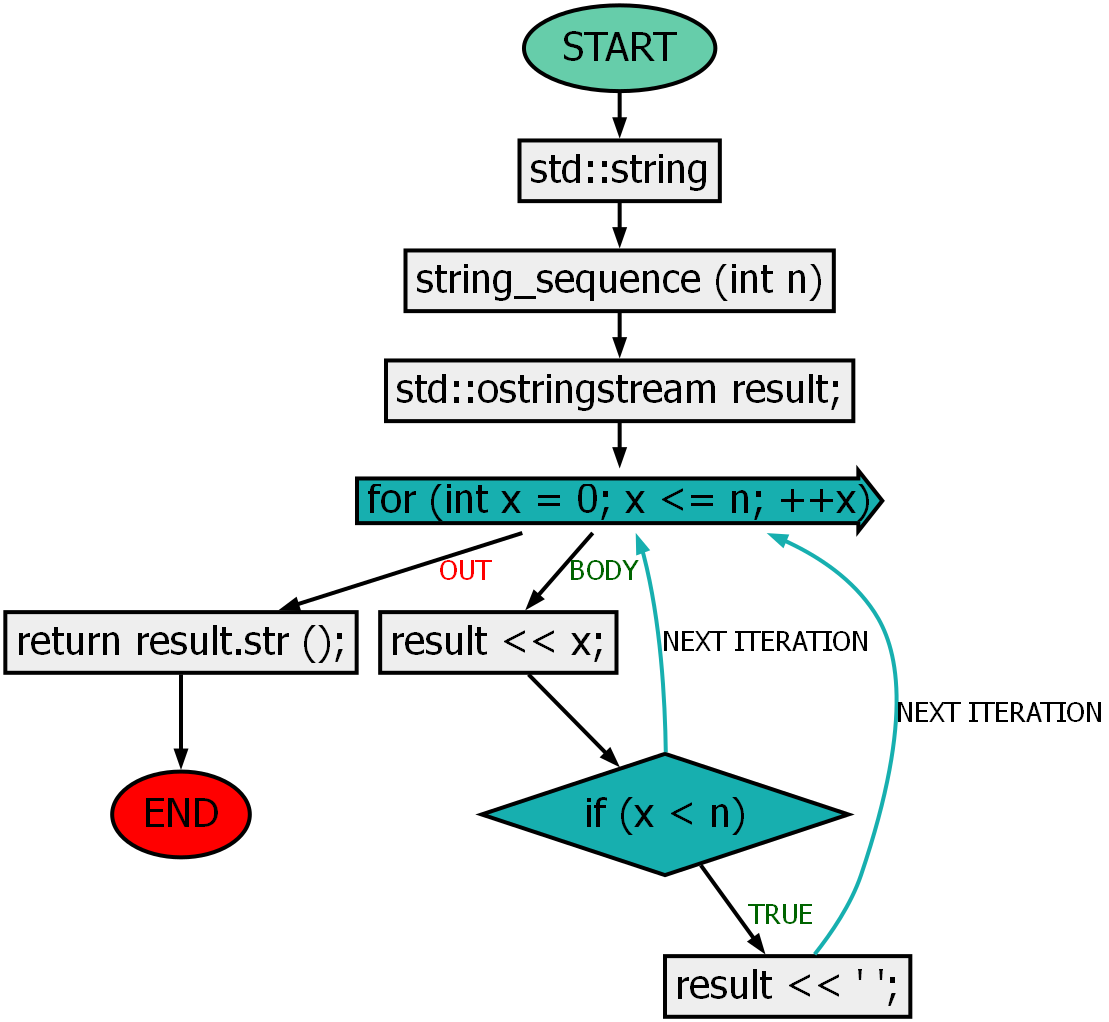 START
std::string
string_sequence (int n)
std::ostringstream result;
for (int x = 0; x <= n; ++x)
OUT
BODY
return result.str ();
result << x;
NEXT ITERATION
NEXT ITERATION
END
if (x < n)
TRUE
result << ' ';